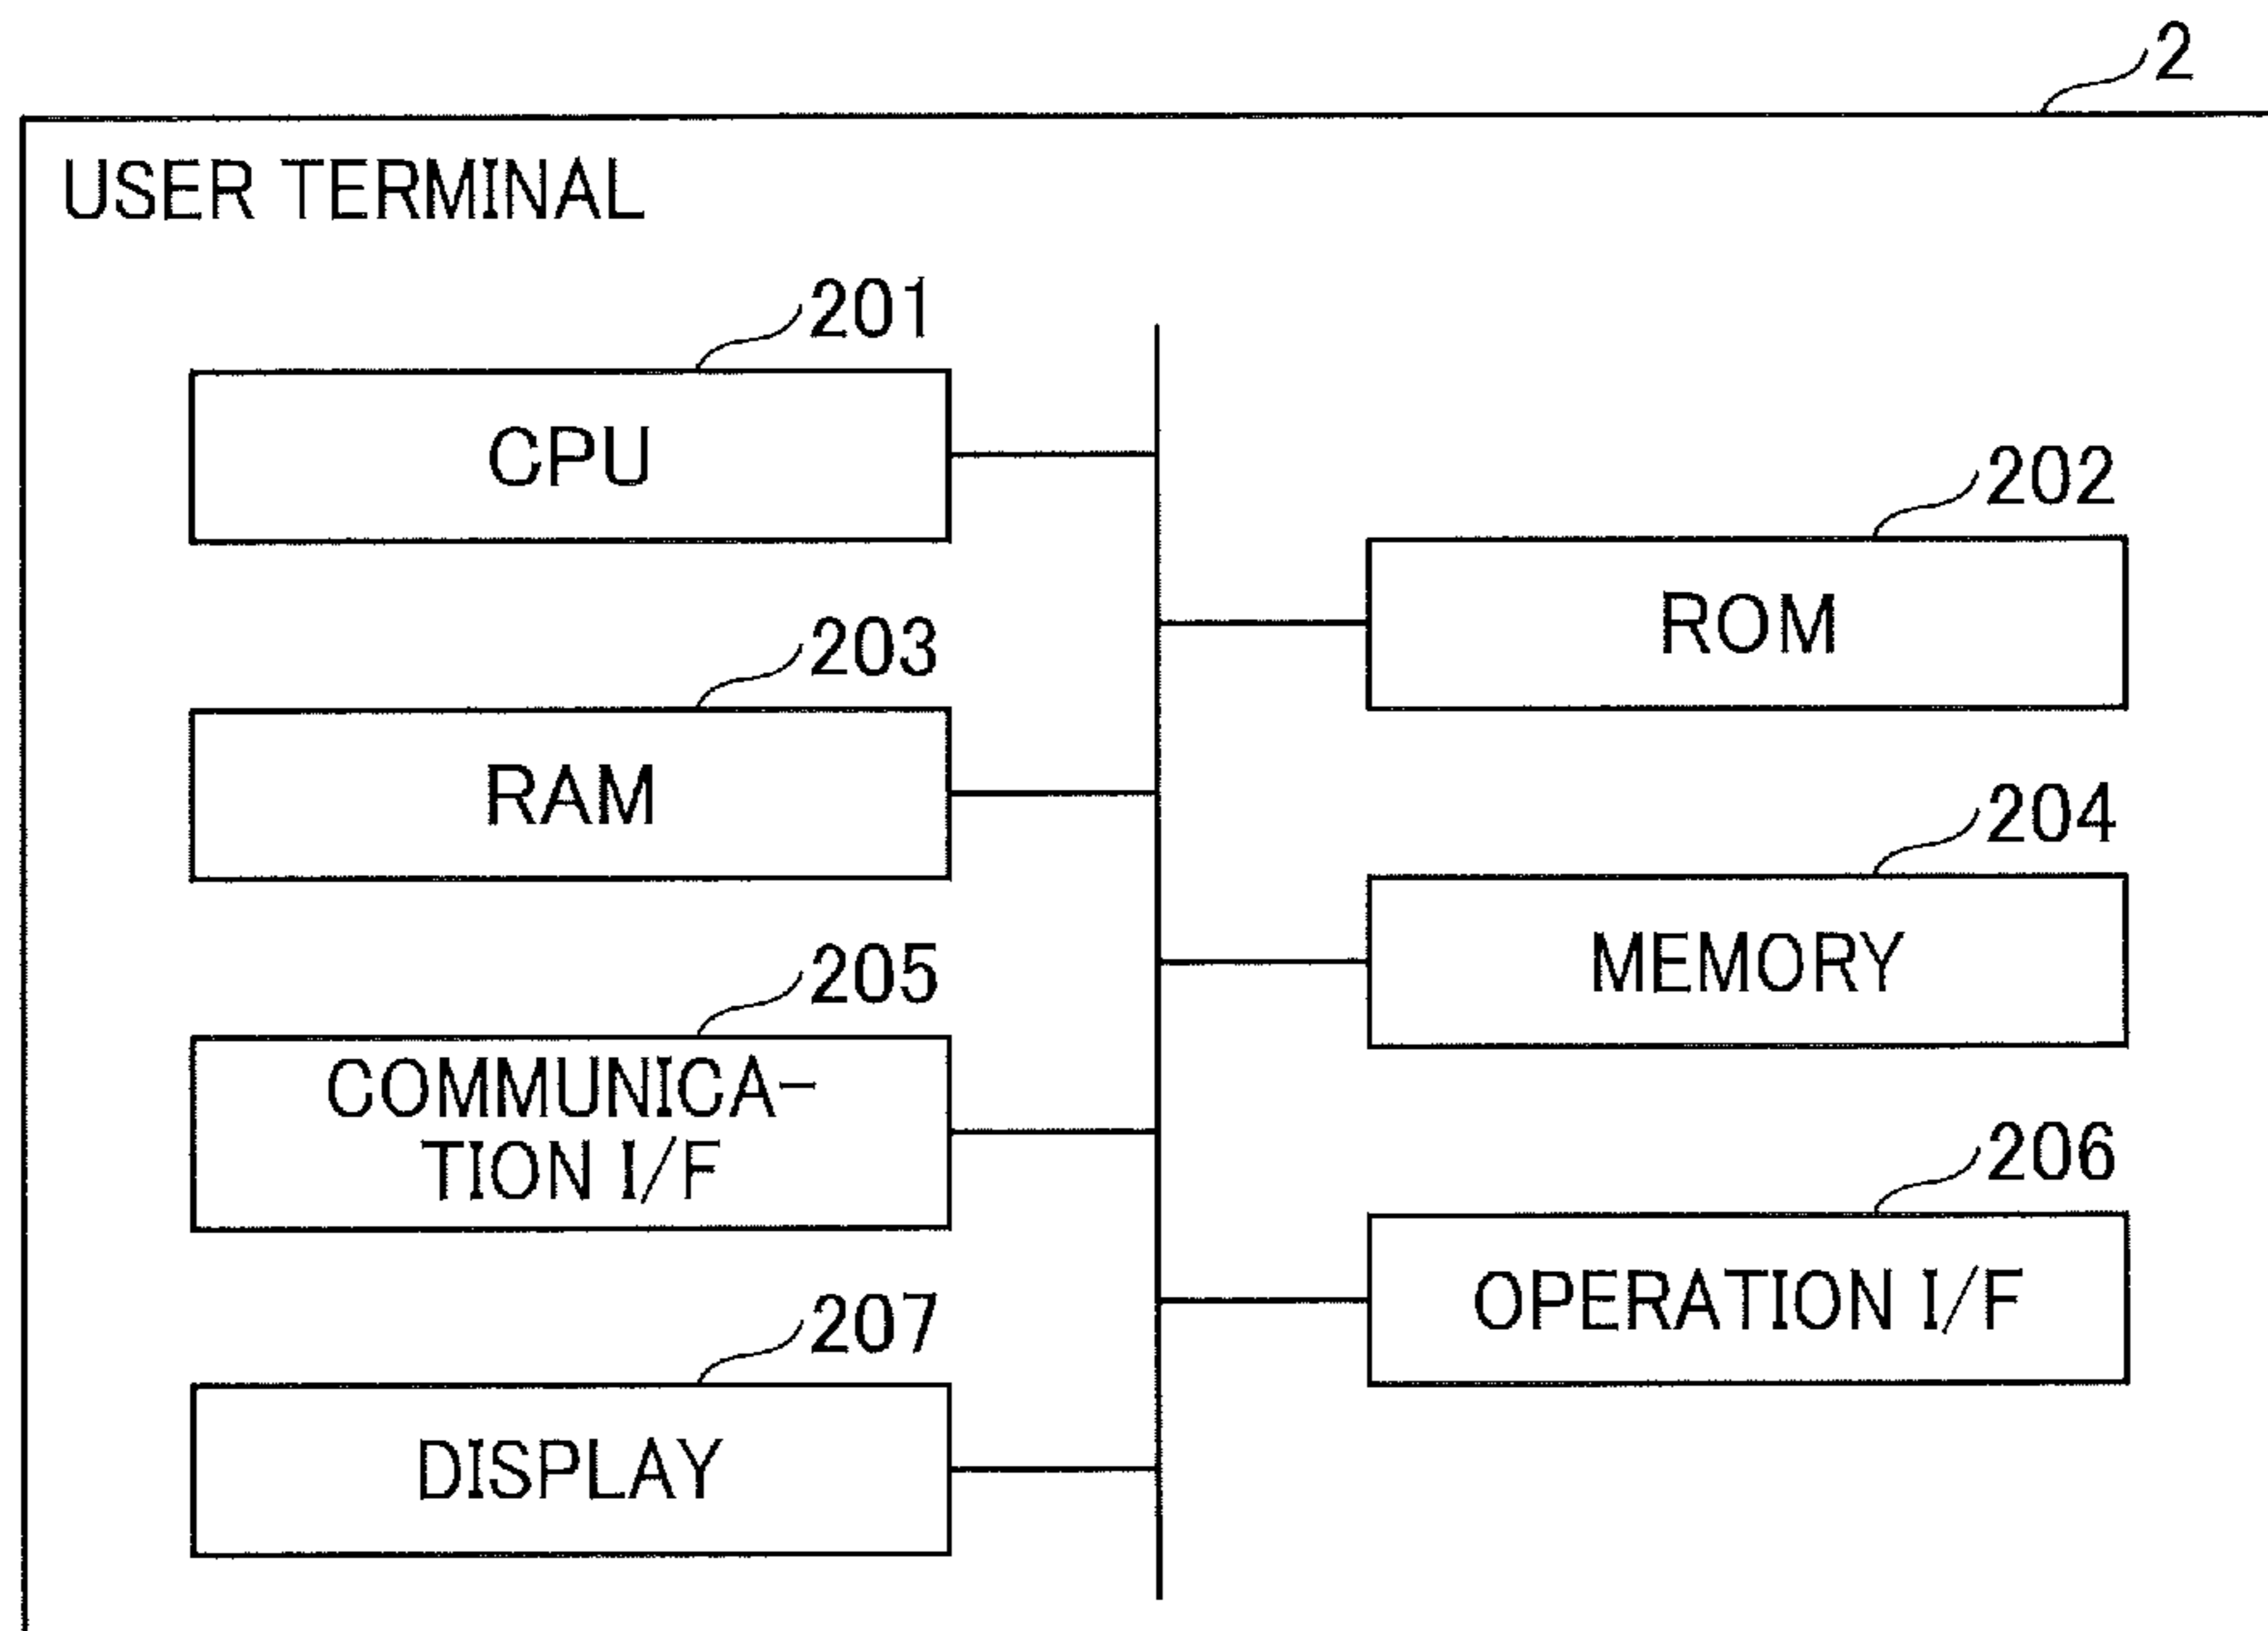 2
USER TERMINAL
201
CPU
202
ROM
203
RAM
204
MEMORY
205
COMMUNICA-
TION I/F
206
OPERATION I/F
207
DISPLAY